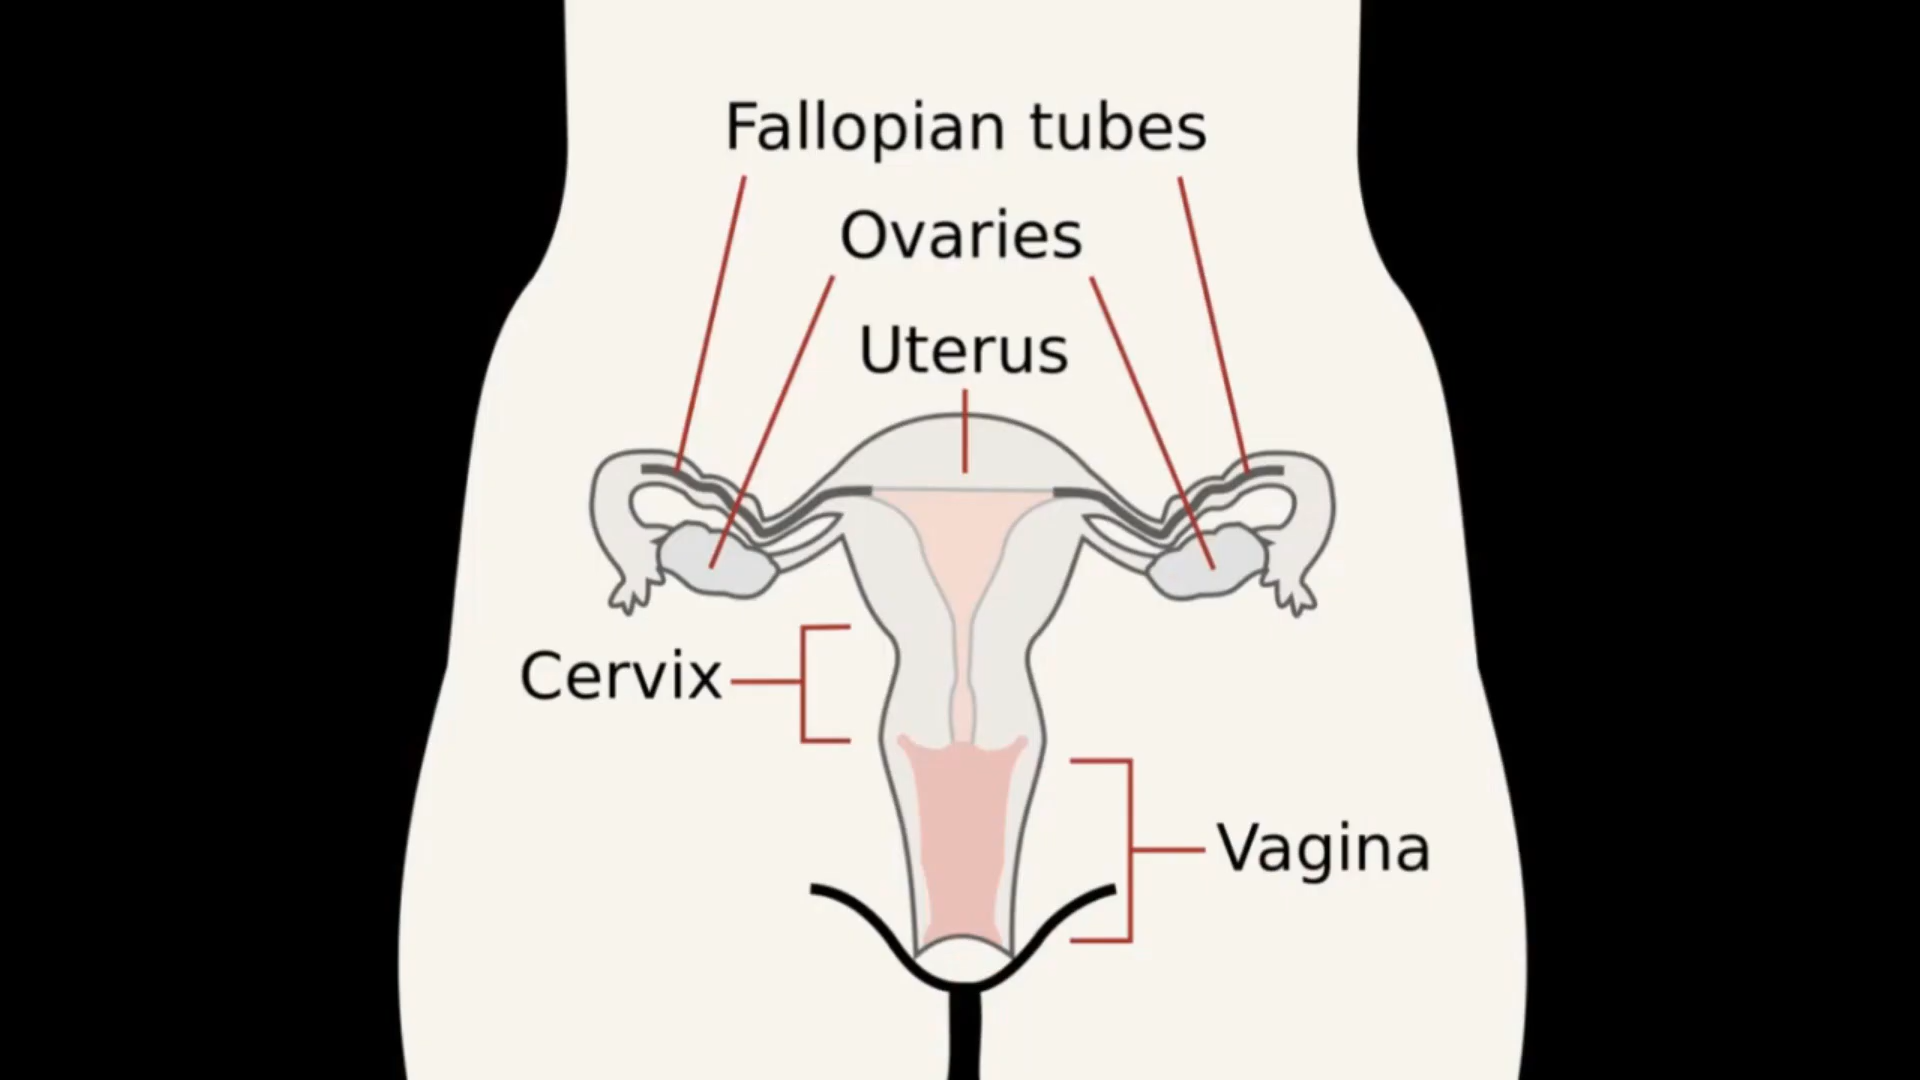 Fallopian tubes
Ovaries
Uterus
Cervix
Vagina